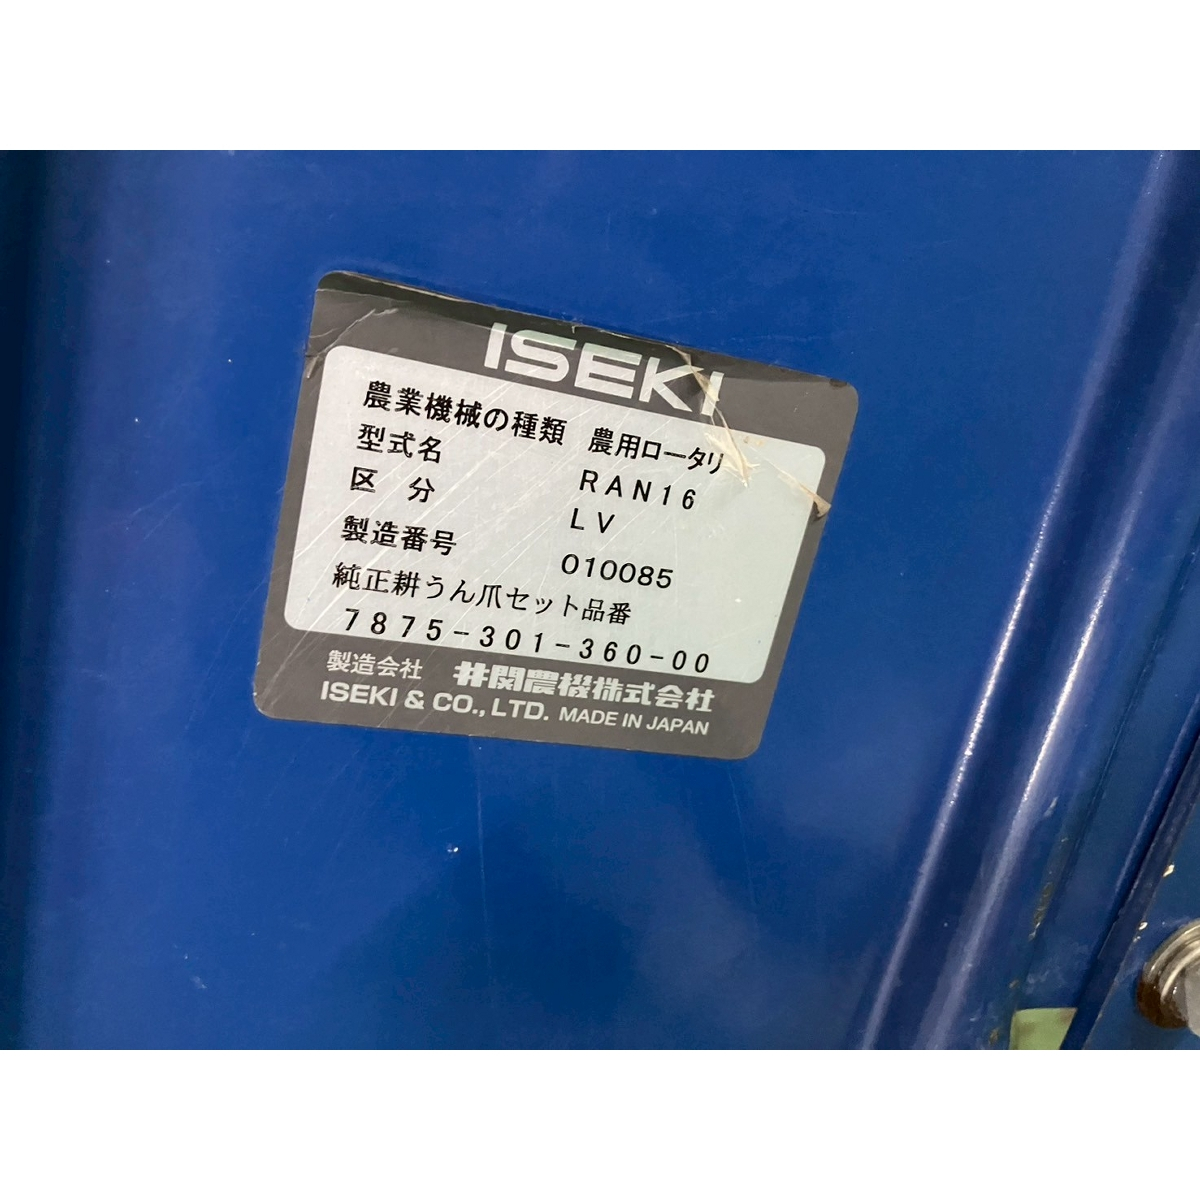 ISEKI
農業機械の種類 農用ロータリ
型式名 RAN16
区分 LV
製造番号 010085
純正耕うん爪セット品番
7875-301-360-00
製造会社 井関農機株式会社
ISEKI & CO., LTD. MADE IN JAPAN